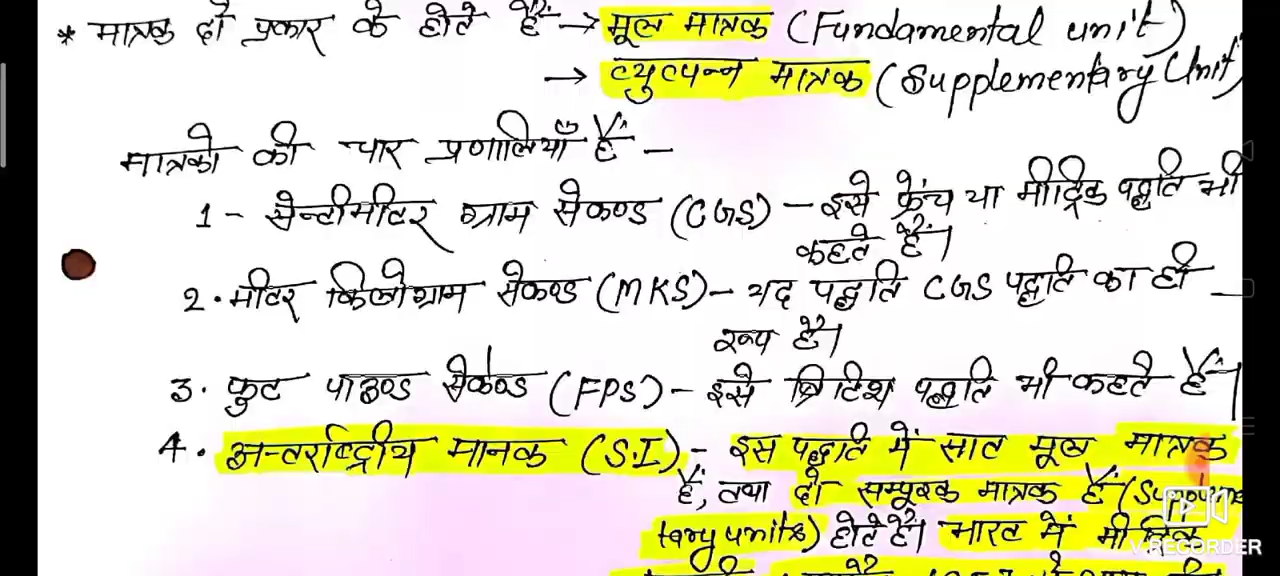 * मात्रक दो प्रकार के होते हैं → मूल मात्रक (Fundamental unit)
→ व्युत्पन्न मात्रक (Supplementary Unit)
मात्रको की चार प्रणालियाँ हैं -
1 - सेन्टीमीटर ग्राम सेकण्ड (CGS) - इसे फ्रेंच या मीट्रिक पद्धति भी
कहते हैं।
2. मीटर किलोग्राम सेकण्ड (MKS) - यह पद्धति CGS पद्धति का ही
रूप है।
3. फुट पाउण्ड सेकेण्ड (FPS) - इसे ब्रिटिश पद्धति भी कहते हैं।
4. अन्तर्राष्ट्रीय मानक (S.I) - इस पद्धति में सात मूल मात्रक
हैं, तथा दो सम्पूरक मात्रक हैं
tary units) होते हैं। भारत में
V RECORDER